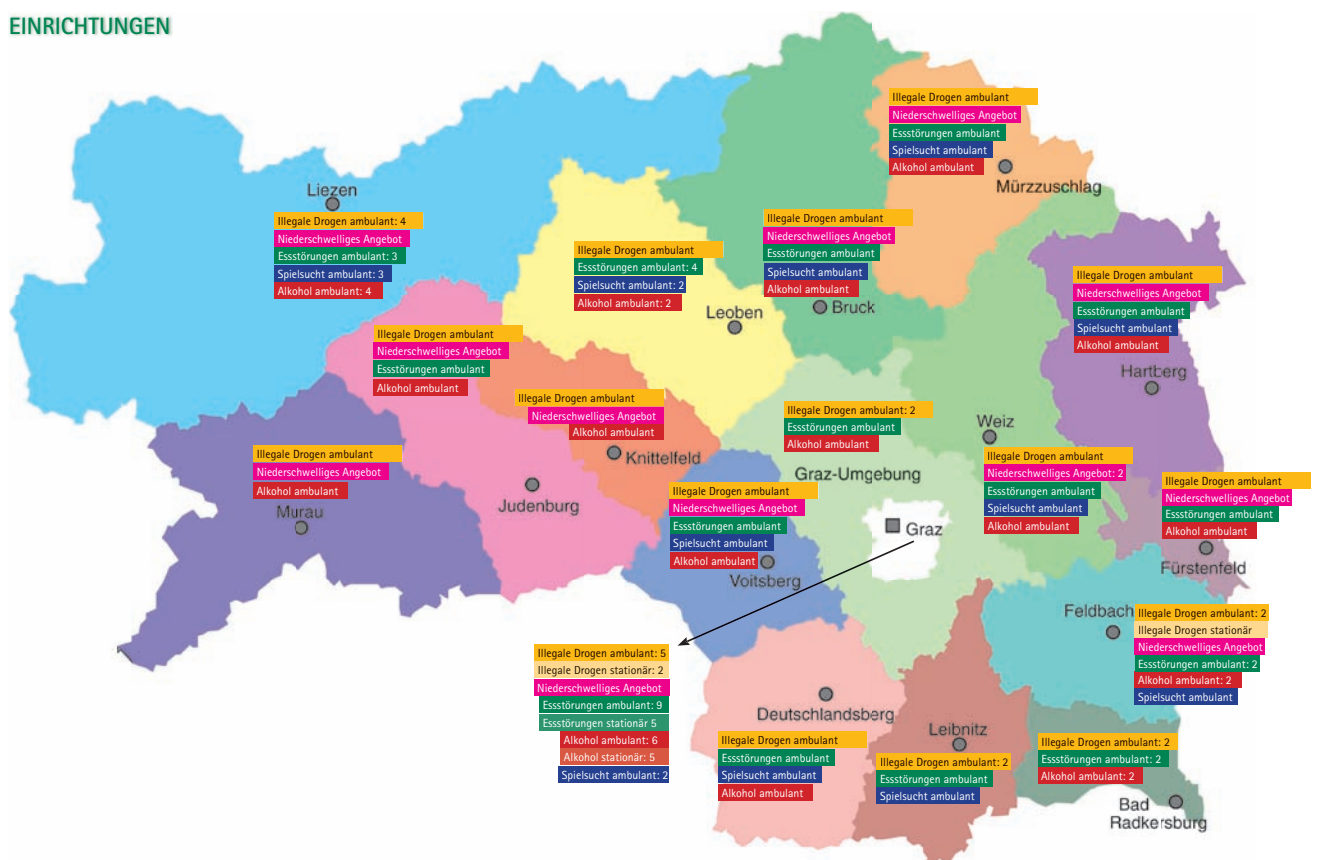 EINRICHTUNGEN
Illegale Drogen ambulant
Niederschwelliges Angebot
Essstörungen ambulant
Spielsucht ambulant
Alkohol ambulant
Mürzzuschlag
Liezen
Illegale Drogen ambulant: 4
Niederschwelliges Angebot
Essstörungen ambulant: 3
Spielsucht ambulant: 3
Alkohol ambulant: 4
Illegale Drogen ambulant
Essstörungen ambulant: 4
Spielsucht ambulant: 2
Alkohol ambulant: 2
Leoben
Illegale Drogen ambulant
Niederschwelliges Angebot
Essstörungen ambulant
Spielsucht ambulant
Alkohol ambulant
Bruck
Illegale Drogen ambulant
Niederschwelliges Angebot
Essstörungen ambulant
Spielsucht ambulant
Alkohol ambulant
Hartberg
Illegale Drogen ambulant
Niederschwelliges Angebot
Essstörungen ambulant
Alkohol ambulant
Judenburg
Illegale Drogen ambulant
Niederschwelliges Angebot
Alkohol ambulant
Knittelfeld
Illegale Drogen ambulant: 2
Essstörungen ambulant
Alkohol ambulant
Graz-Umgebung
Graz
Weiz
Illegale Drogen ambulant
Niederschwelliges Angebot: 2
Essstörungen ambulant
Spielsucht ambulant
Alkohol ambulant
Illegale Drogen ambulant
Niederschwelliges Angebot
Alkohol ambulant
Murau
Illegale Drogen ambulant
Niederschwelliges Angebot
Essstörungen ambulant
Spielsucht ambulant
Alkohol ambulant
Voitsberg
Illegale Drogen ambulant
Niederschwelliges Angebot
Essstörungen ambulant
Alkohol ambulant
Fürstenfeld
Feldbach
Illegale Drogen ambulant: 2
Illegale Drogen stationär
Niederschwelliges Angebot
Essstörungen ambulant: 2
Alkohol ambulant: 2
Spielsucht ambulant
Illegale Drogen ambulant: 5
Illegale Drogen stationär: 2
Niederschwelliges Angebot
Essstörungen ambulant: 9
Essstörungen stationär 5
Alkohol ambulant: 6
Alkohol stationär: 5
Spielsucht ambulant: 2
Deutschlandsberg
Illegale Drogen ambulant
Essstörungen ambulant
Spielsucht ambulant
Alkohol ambulant
Leibnitz
Illegale Drogen ambulant: 2
Essstörungen ambulant
Spielsucht ambulant
Illegale Drogen ambulant: 2
Essstörungen ambulant: 2
Alkohol ambulant: 2
Bad
Radkersburg